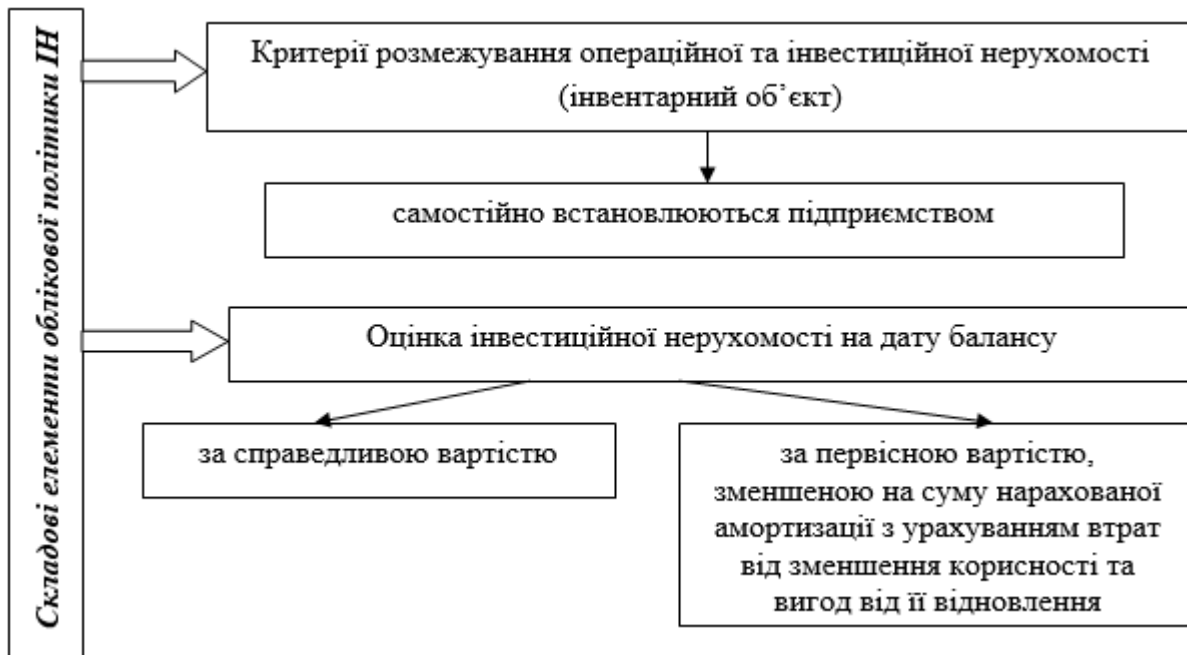 Складові елементи облікової політики ІН
Критерії розмежування операційної та інвестиційної нерухомості
(інвентарний об’єкт)
самостійно встановлюються підприємством
Оцінка інвестиційної нерухомості на дату балансу
за справедливою вартістю
за первісною вартістю,
зменшеною на суму нарахованої
амортизації з урахуванням втрат
від зменшення корисності та
вигод від її відновлення